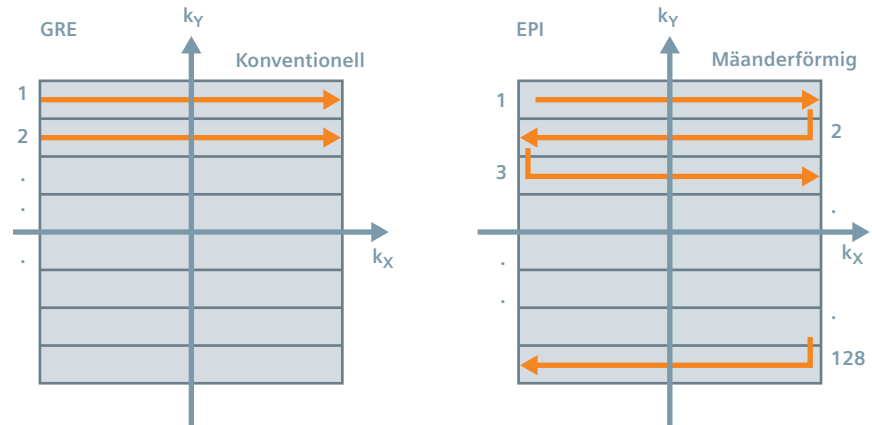 GRE
kY
Konventionell
1
2
.
.
.
kX
EPI
kY
Mäanderförmig
1
2
3
.
.
kX
.
.
128